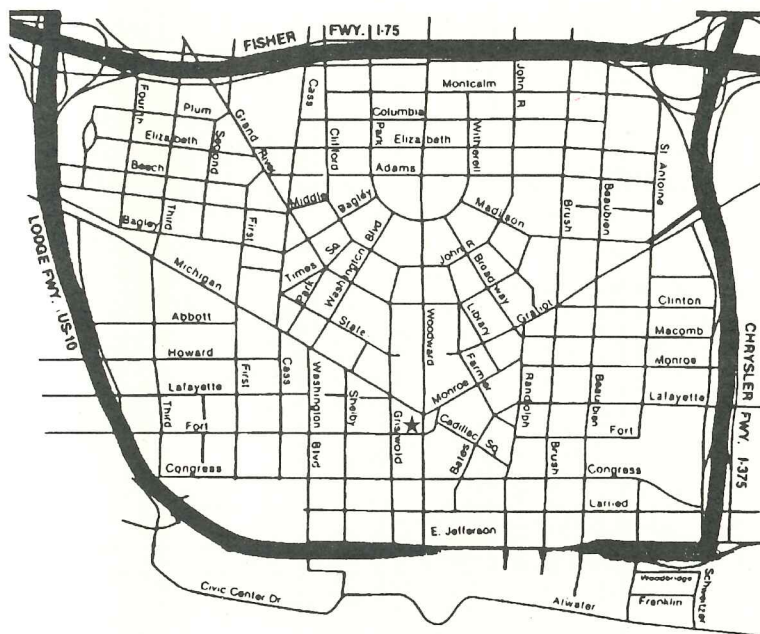 FISHER FWY. I-75
Cass
John R
Montcalm
Fourth
Plum
Columbia
Grand River
Clifford
Park
Elizabeth
Witherell
Elizabeth
Second
Beech
Adams
St Antoine
Middle
Bagley
Madison
Brush
Beaubien
Bagley
Third
First
Washington Blvd
John R
Broadway
LODGE FWY. US-10
Michigan
Times Sq
Park
Washington Blvd
Library
Gratiot
Clinton
Abbott
State
Woodward
Macomb
Howard
Farmer
Monroe
CHRYSLER FWY. I-375
First
Cass
Monroe
Lafayette
Washington Blvd
Shelby
Randolph
Beaubien
Lafayette
Third
Fort
Griswold
Cadillac Sq
Fort
Bates
Brush
Congress
Congress
Larned
E. Jefferson
Civic Center Dr
Atwater
Woodbridge
Franklin
Schweitzer